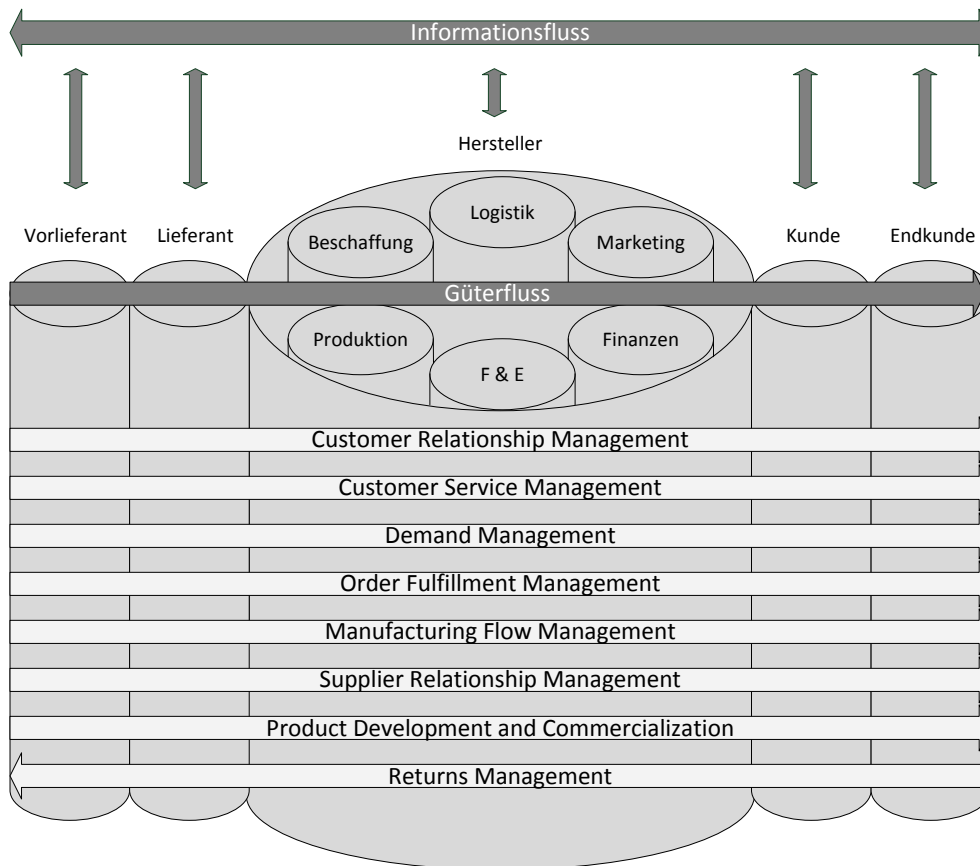 Informationsfluss
Hersteller
Logistik
Beschaffung
Marketing
Vorlieferant
Lieferant
Kunde
Endkunde
Güterfluss
Produktion
Finanzen
F & E
Customer Relationship Management
Customer Service Management
Demand Management
Order Fulfillment Management
Manufacturing Flow Management
Supplier Relationship Management
Product Development and Commercialization
Returns Management